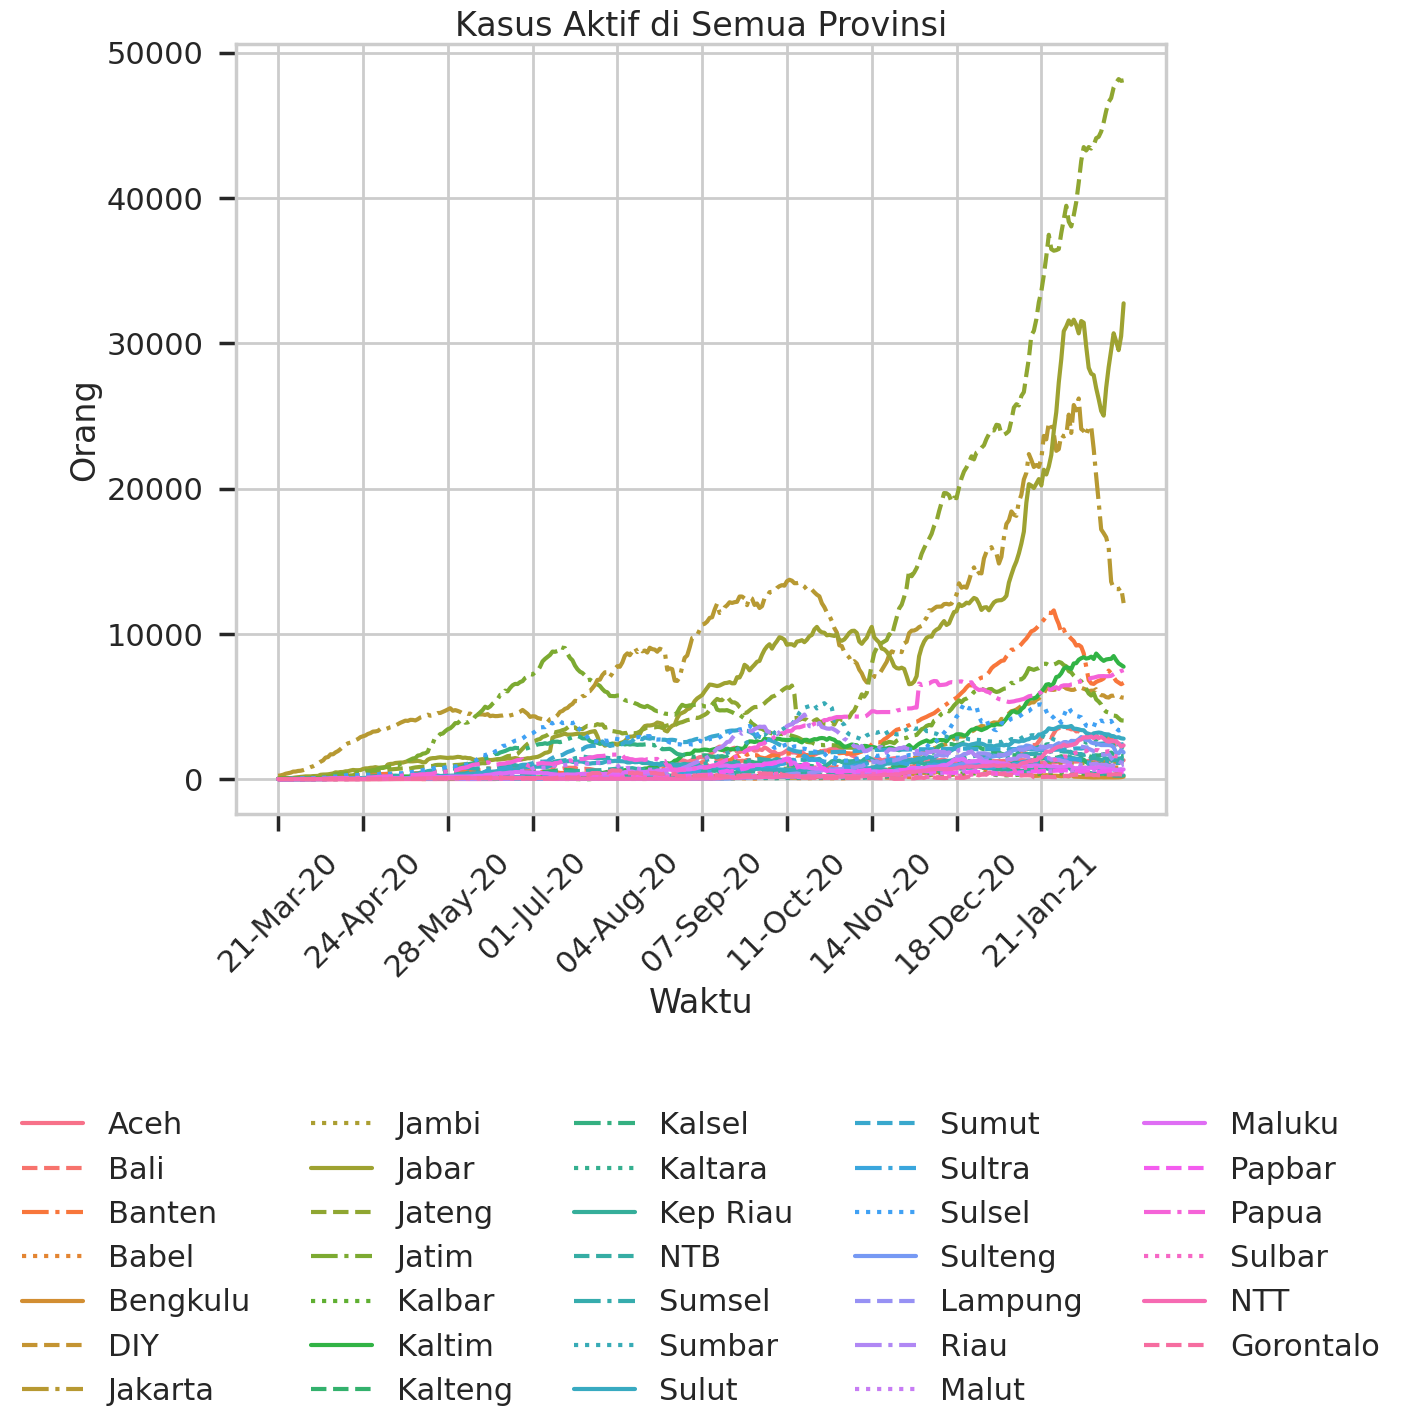 Kasus Aktif di Semua Provinsi
50000
40000
30000
20000
10000
0
Orang
21-Mar-20
24-Apr-20
28-May-20
01-Jul-20
04-Aug-20
07-Sep-20
11-Oct-20
14-Nov-20
18-Dec-20
21-Jan-21
Waktu
Aceh
Bali
Banten
Babel
Bengkulu
DIY
Jakarta
Jambi
Jabar
Jateng
Jatim
Kalbar
Kaltim
Kalteng
Kalsel
Kaltara
Kep Riau
NTB
Sumsel
Sumbar
Sulut
Sumut
Sultra
Sulsel
Sulteng
Lampung
Riau
Malut
Maluku
Papbar
Papua
Sulbar
NTT
Gorontalo